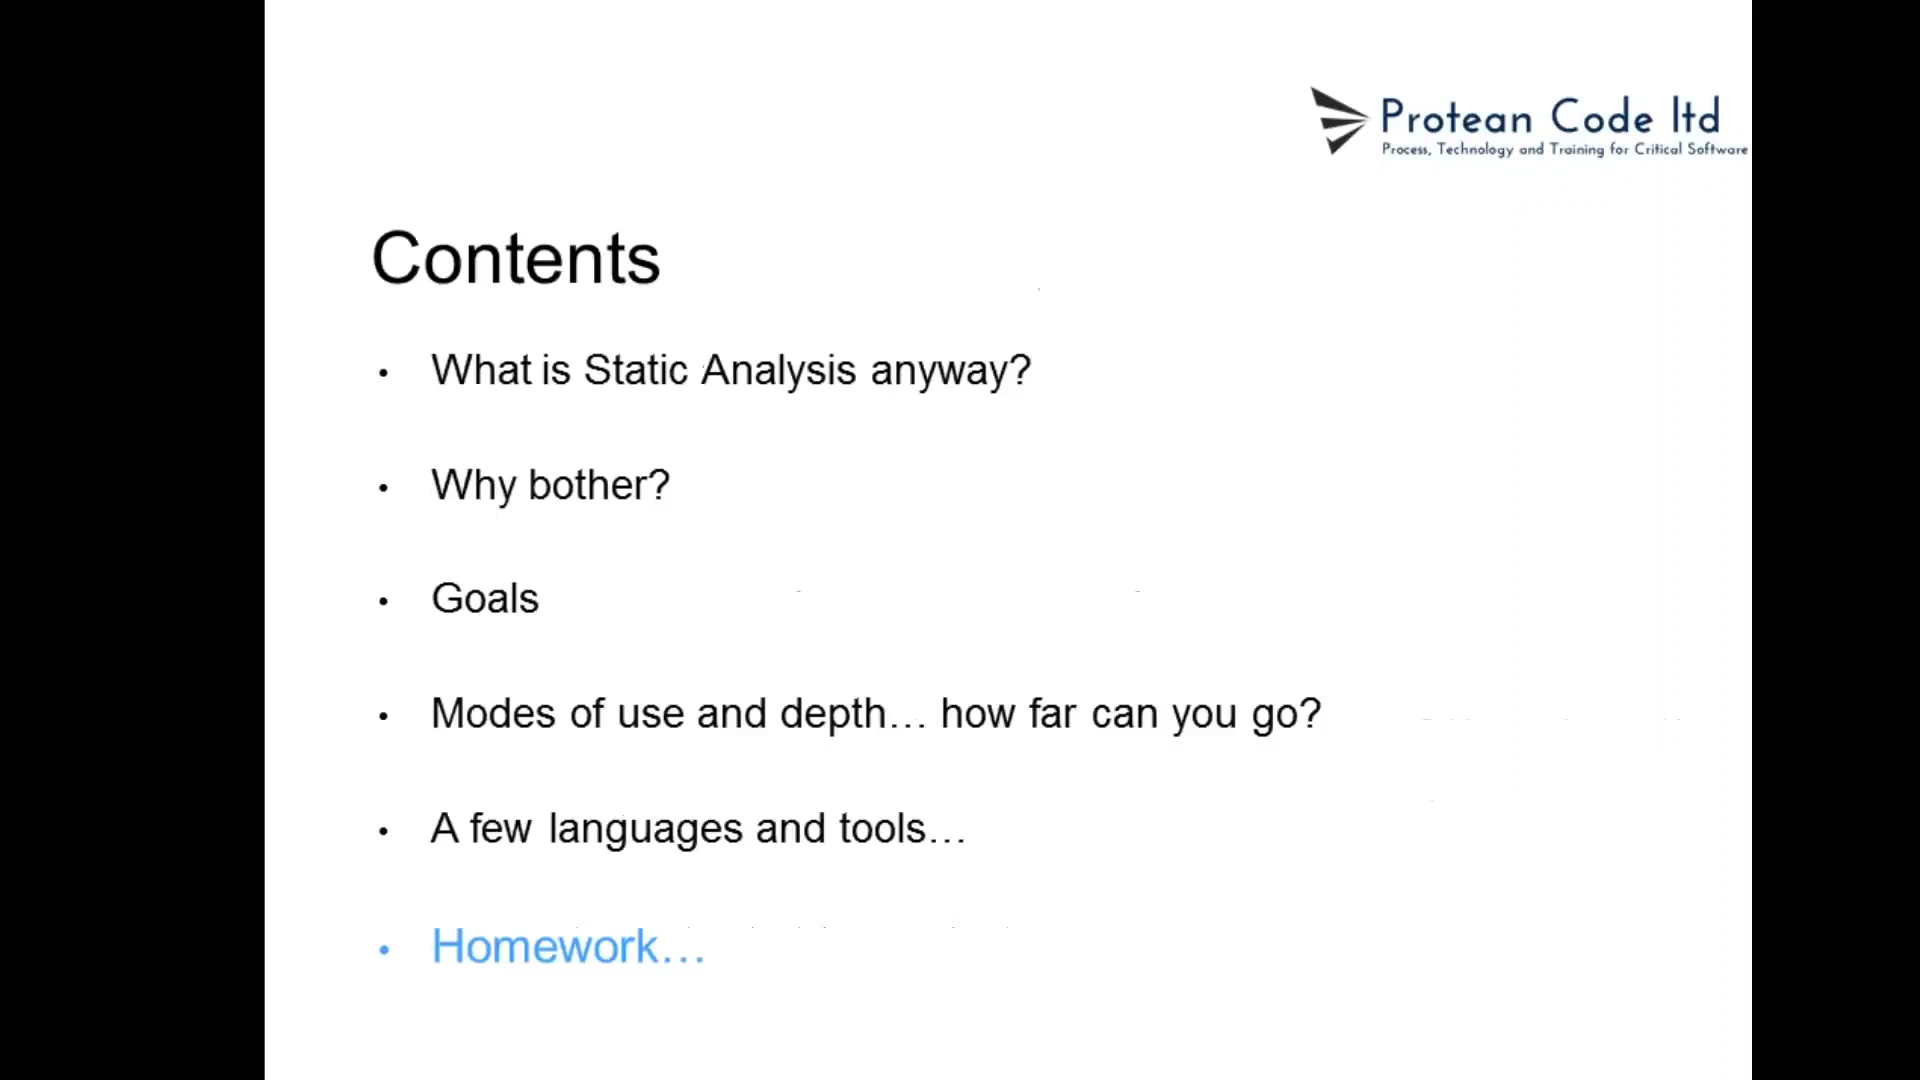 Protean Code ltd
Process, Technology and Training for Critical Software
Contents
• What is Static Analysis anyway?
• Why bother?
• Goals
• Modes of use and depth… how far can you go?
• A few languages and tools…
• Homework…